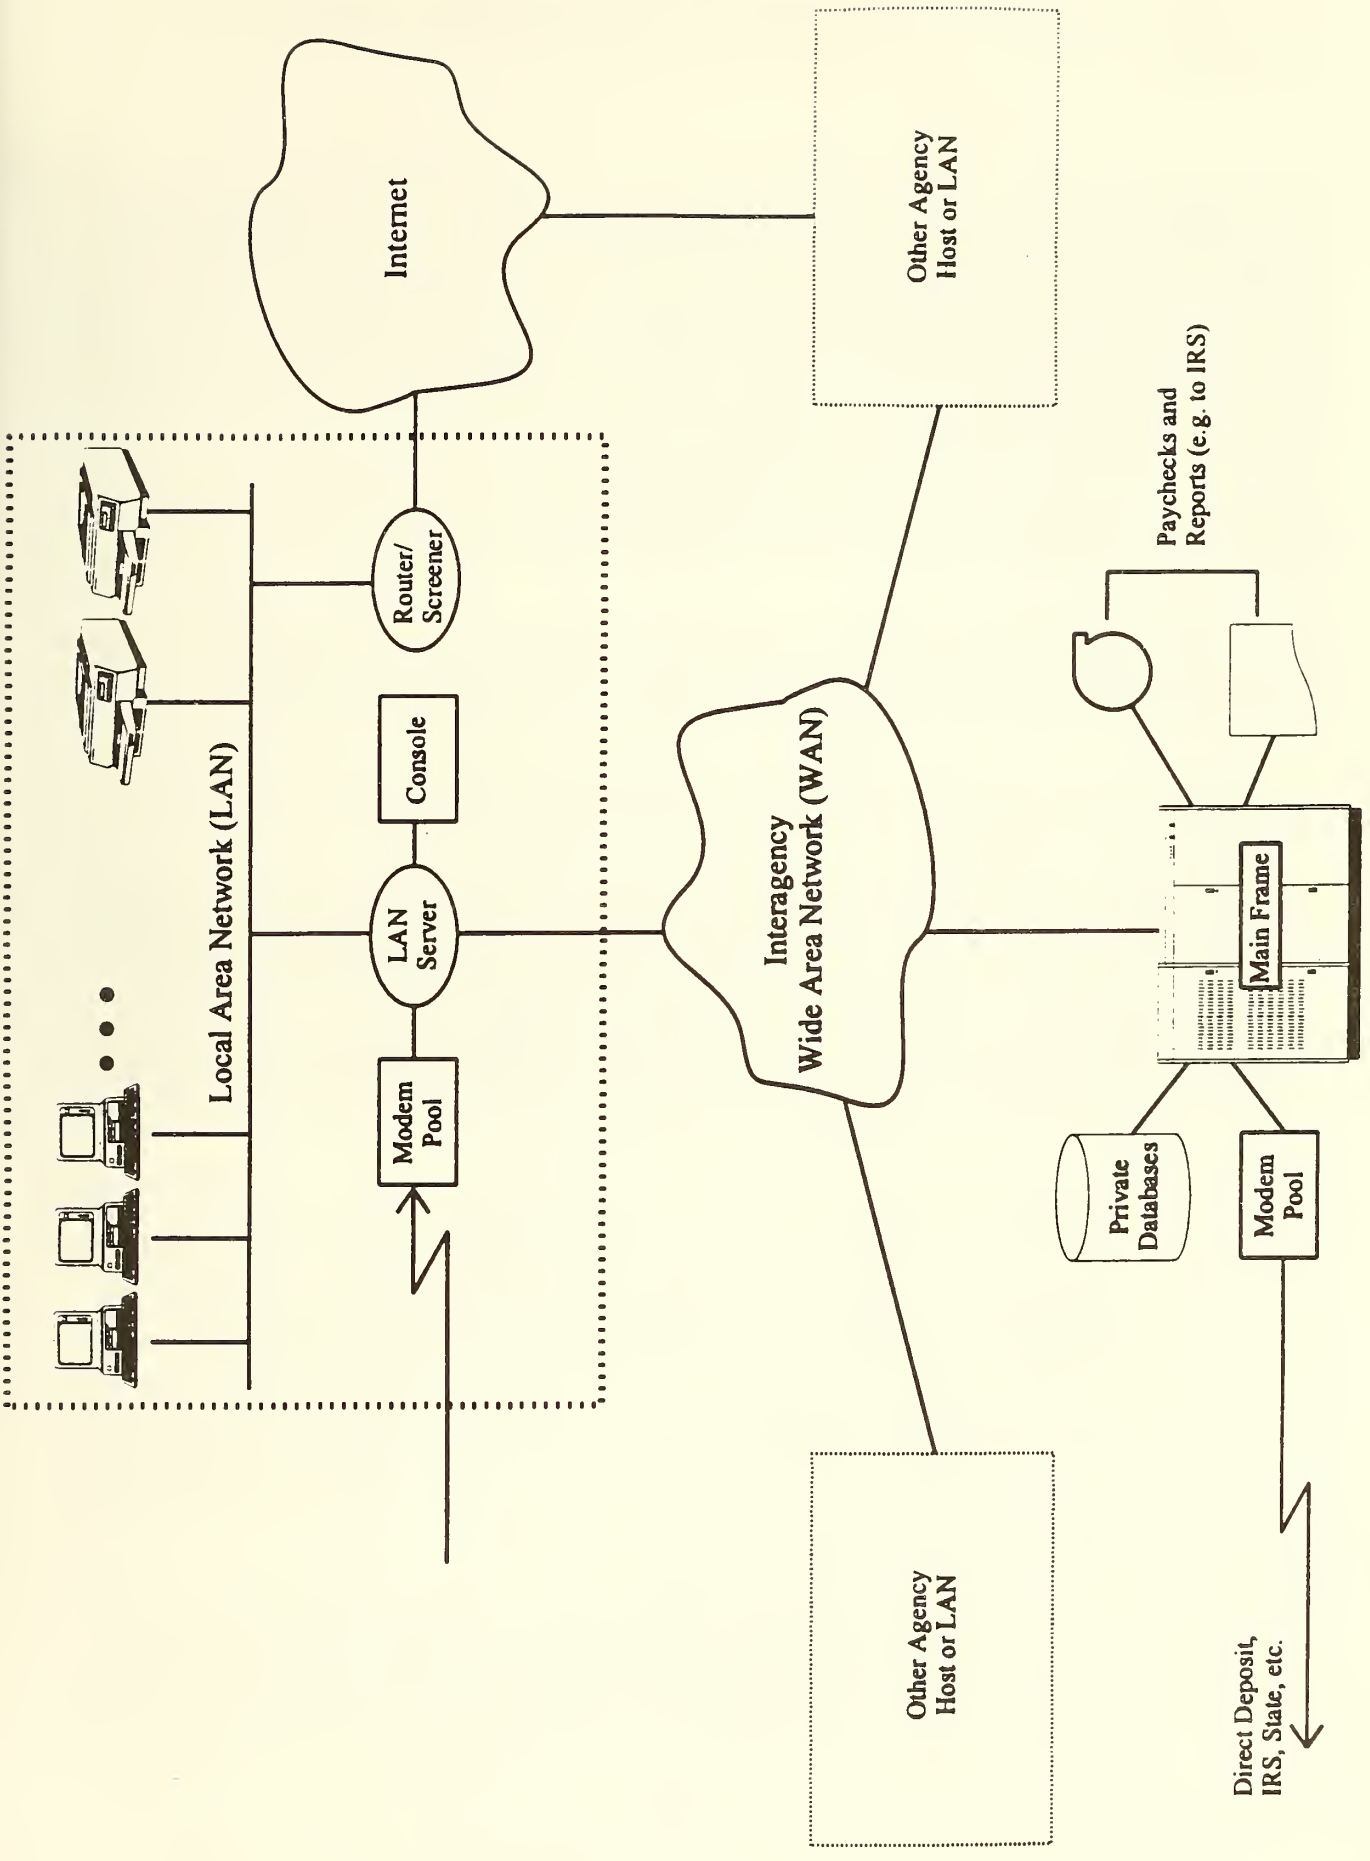 Local Area Network (LAN)
Modem
Pool
LAN
Server
Console
Router/
Screener
Internet
Interagency
Wide Area Network (WAN)
Other Agency
Host or LAN
Other Agency
Host or LAN
Private
Databases
Modem
Pool
Main Frame
Paychecks and
Reports (e.g. to IRS)
Direct Deposit,
IRS, State, etc.